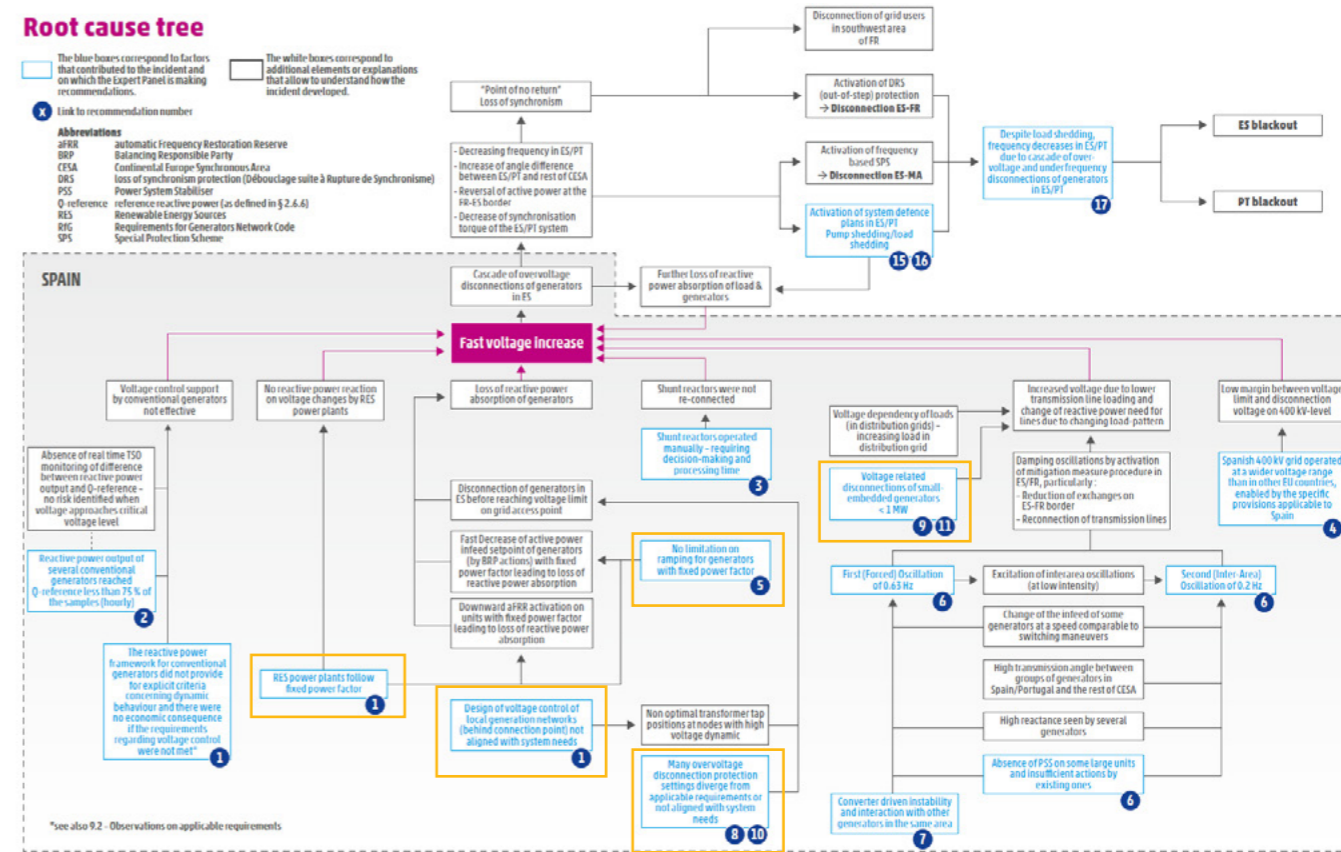 Root cause tree
The blue boxes correspond to factors
that contributed to the incident and
on which the Expert Panel is making
recommendations.
The white boxes correspond to
additional elements or explanations
that allow to understand how the
incident developed.
x Link to recommendation number
Abbreviations
aFRR automatic Frequency Restoration Reserve
BRP Balancing Responsible Party
CESA Continental Europe Synchronous Area
DRS loss of synchronism protection (Débouclage suite à Rupture de Synchronisme)
PSS Power System Stabiliser
Q-reference reference reactive power (as defined in § 2.6.6)
RES Renewable Energy Sources
RfG Requirements for Generators Network Code
SPS Special Protection Scheme
Disconnection of grid users
in southwest area
of FR
"Point of no return"
Loss of synchronism
Activation of DRS
(out-of-step) protection
→ Disconnection ES-FR
- Decreasing frequency in ES/PT
- Increase of angle difference
between ES/PT and rest of CESA
- Reversal of active power at the
FR-ES border
- Decrease of synchronisation
torque of the ES/PT system
Activation of frequency
based SPS
→ Disconnection ES-MA
Activation of system defence
plans in ES/PT
Pump shedding/load
shedding
15 16
Despite load shedding,
frequency decreases in ES/PT
due to cascade of over-
voltage and underfrequency
disconnections of generators
in ES/PT
17
ES blackout
PT blackout
SPAIN
Cascade of overvoltage
disconnections of generators
in ES
Further Loss of reactive
power absorption of load &
generators
Fast voltage increase
Voltage control support
by conventional generators
not effective
No reactive power reaction
on voltage changes by RES
power plants
Loss of reactive power
absorption of generators
Shunt reactors were not
re-connected
Increased voltage due to lower
transmission line loading and
change of reactive power need for
lines due to changing load-pattern
Low margin between voltage
limit and disconnection
voltage on 400 kV-level
Absence of real time TSO
monitoring of difference
between reactive power
output and Q-reference –
no risk identified when
voltage approaches critical
voltage level
Reactive power output of
several conventional
generators reached
Q-reference less than 75 % of
the samples (hourly)
2
The reactive power
framework for conventional
generators did not provide
for explicit criteria
concerning dynamic
behaviour and there were
no economic consequence
if the requirements
regarding voltage control
were not met*
1
RES power plants follow
fixed power factor
1
Disconnection of generators in
ES before reaching voltage limit
on grid access point
Fast Decrease of active power
infeed setpoint of generators
(by BRP actions) with fixed
power factor leading to loss of
reactive power absorption
Downward aFRR activation on
units with fixed power factor
leading to loss of reactive power
absorption
Design of voltage control of
local generation networks
(behind connection point) not
aligned with system needs
1
Shunt reactors operated
manually – requiring
decision-making and
processing time
3
No limitation on
ramping for generators
with fixed power factor
5
Non optimal transformer tap
positions at nodes with high
voltage dynamic
Many overvoltage
disconnection protection
settings diverge from
applicable requirements or
not aligned with system
needs
8 10
Voltage dependency of loads
(in distribution grids) –
increasing load in
distribution grid
Voltage related
disconnections of small-
embedded generators
< 1 MW
9 11
Damping oscillations by activation
of mitigation measure procedure in
ES/FR, particularly :
- Reduction of exchanges on
ES-FR border
- Reconnection of transmission lines
Spanish 400 kV grid operated
at a wider voltage range
than in other EU countries,
enabled by the specific
provisions applicable to
Spain
4
First (Forced) Oscillation
of 0.63 Hz
6
Excitation of interarea oscillations
(at low intensity)
Second (Inter-Area)
Oscillation of 0.2 Hz
6
Change of the infeed of some
generators at a speed comparable to
switching maneuvers
High transmission angle between
groups of generators in
Spain/Portugal and the rest of CESA
High reactance seen by several
generators
Absence of PSS on some large units
and insufficient actions by
existing ones
6
Converter driven instability
and interaction with other
generators in the same area
7
*see also 9.2 - Observations on applicable requirements